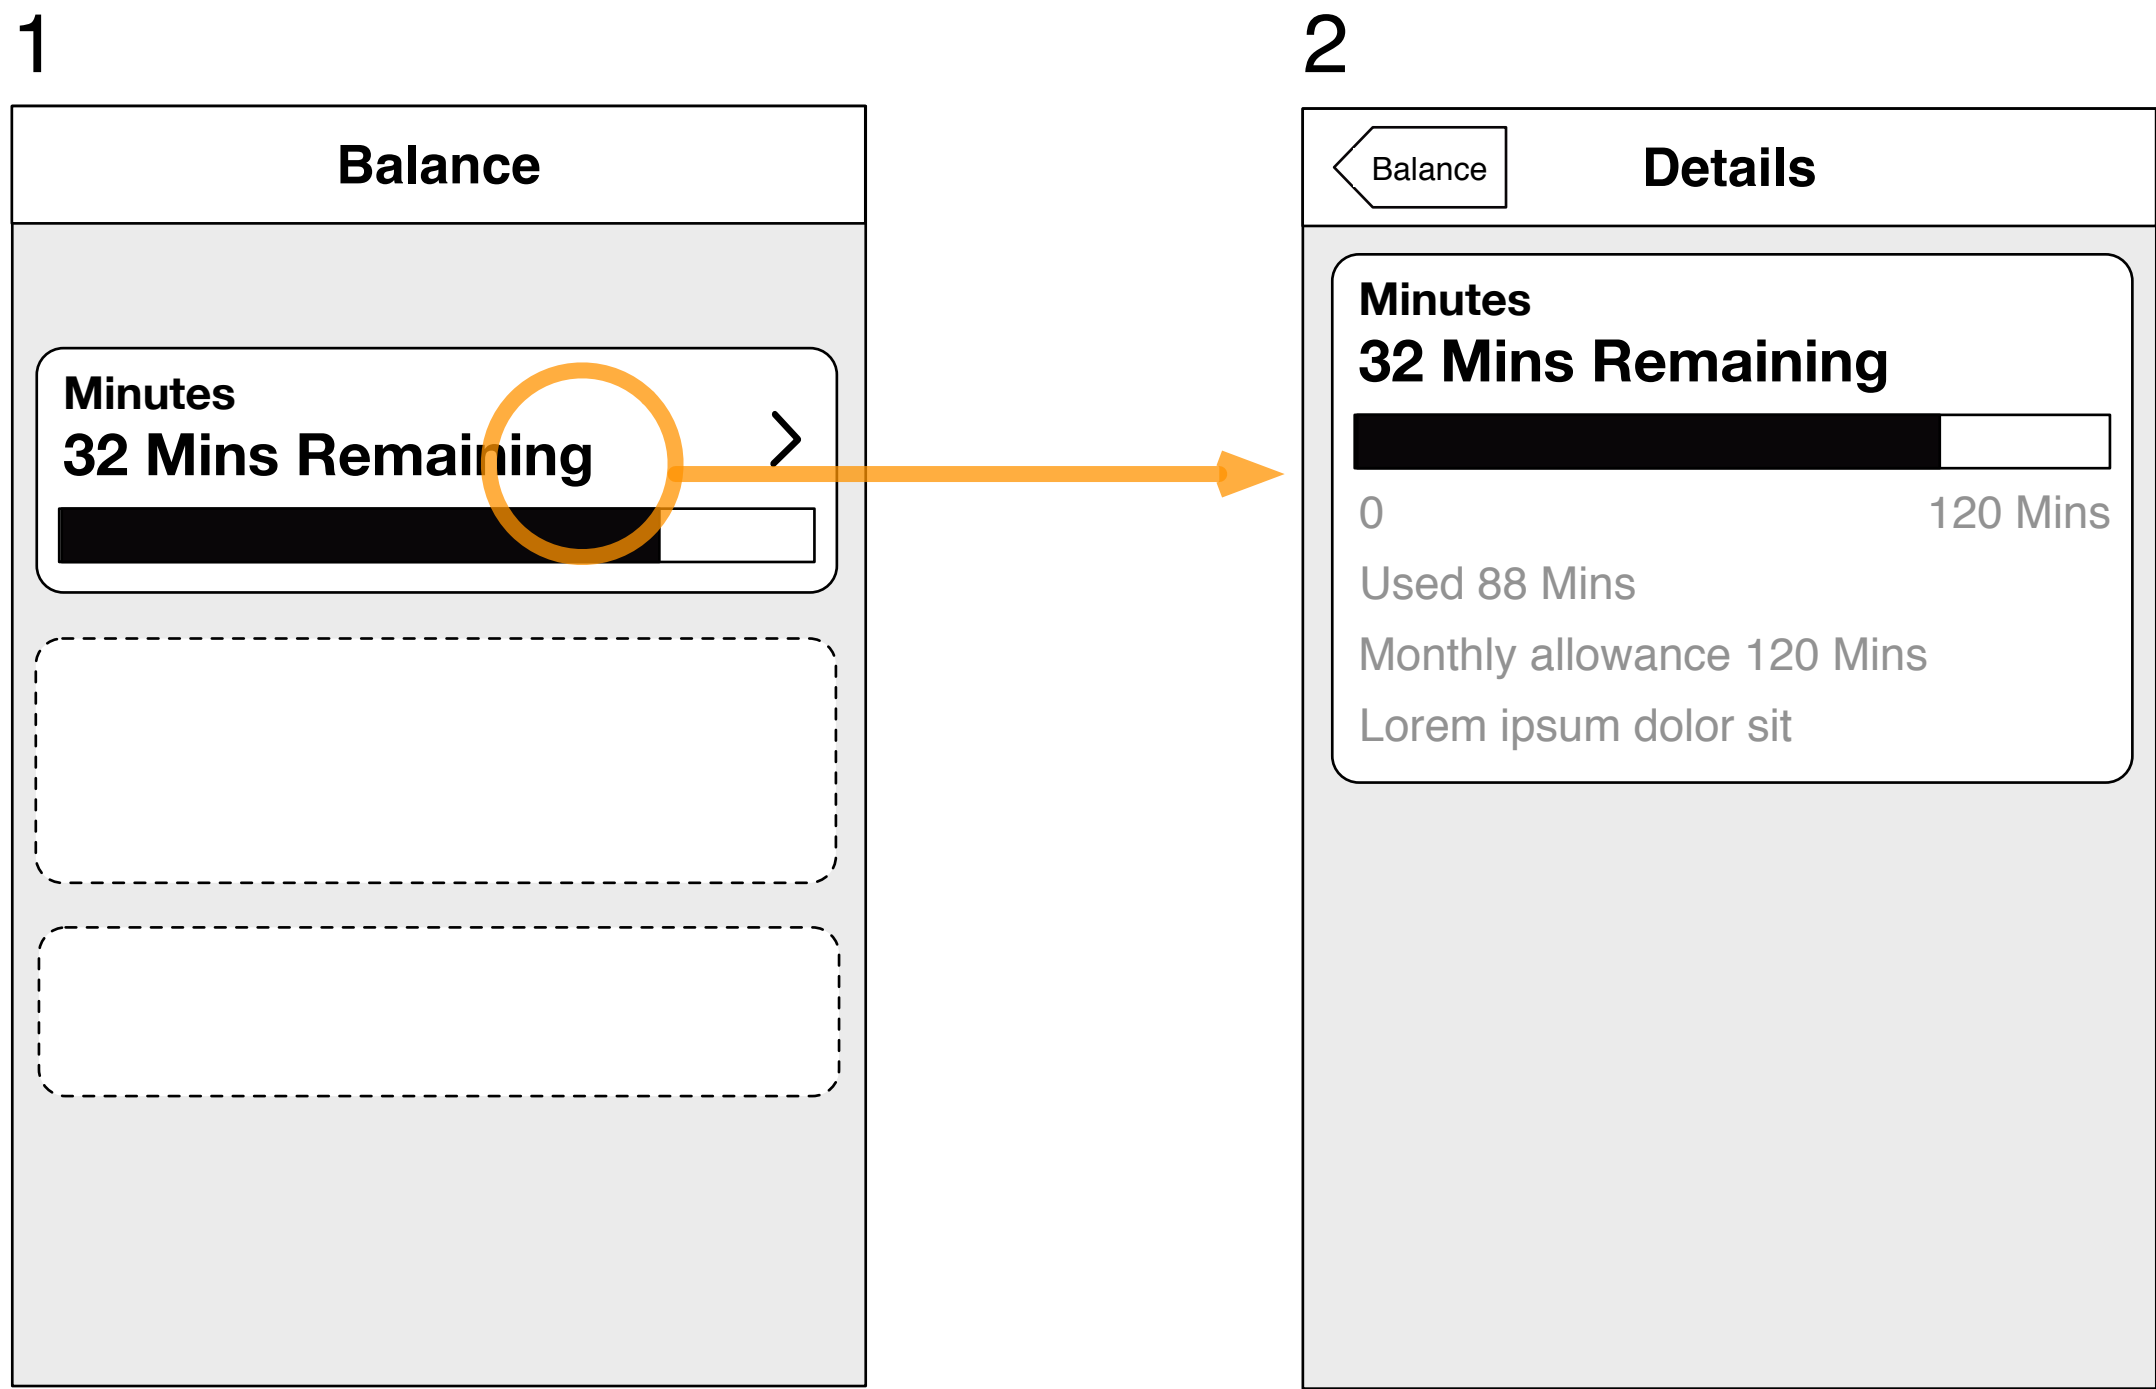 1
Balance
Minutes
32 Mins Remaining
2
Balance
Details
Minutes
32 Mins Remaining
0
120 Mins
Used 88 Mins
Monthly allowance 120 Mins
Lorem ipsum dolor sit